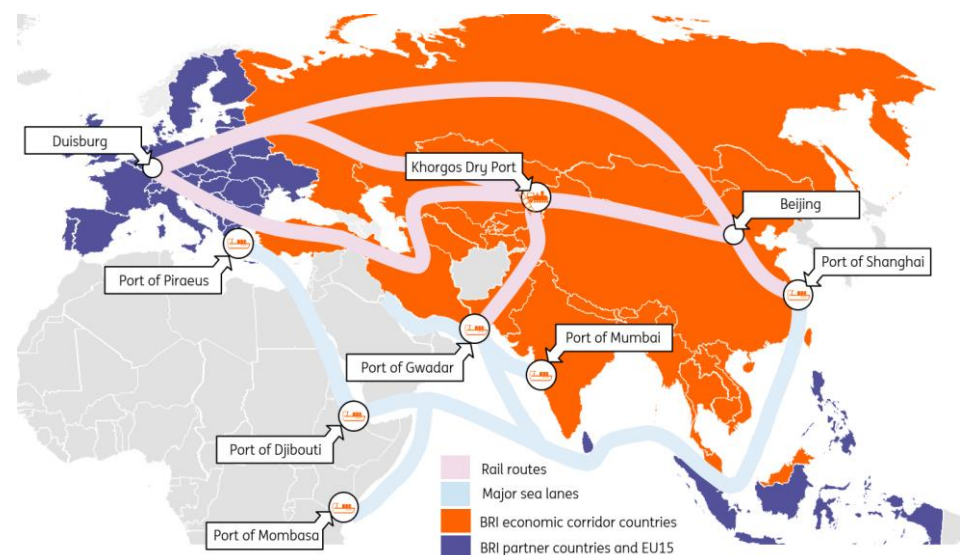 Duisburg
Khorgos Dry Port
Beijing
Port of Piraeus
Port of Shanghai
Port of Gwadar
Port of Mumbai
Port of Djibouti
Port of Mombasa
Rail routes
Major sea lanes
BRI economic corridor countries
BRI partner countries and EU15